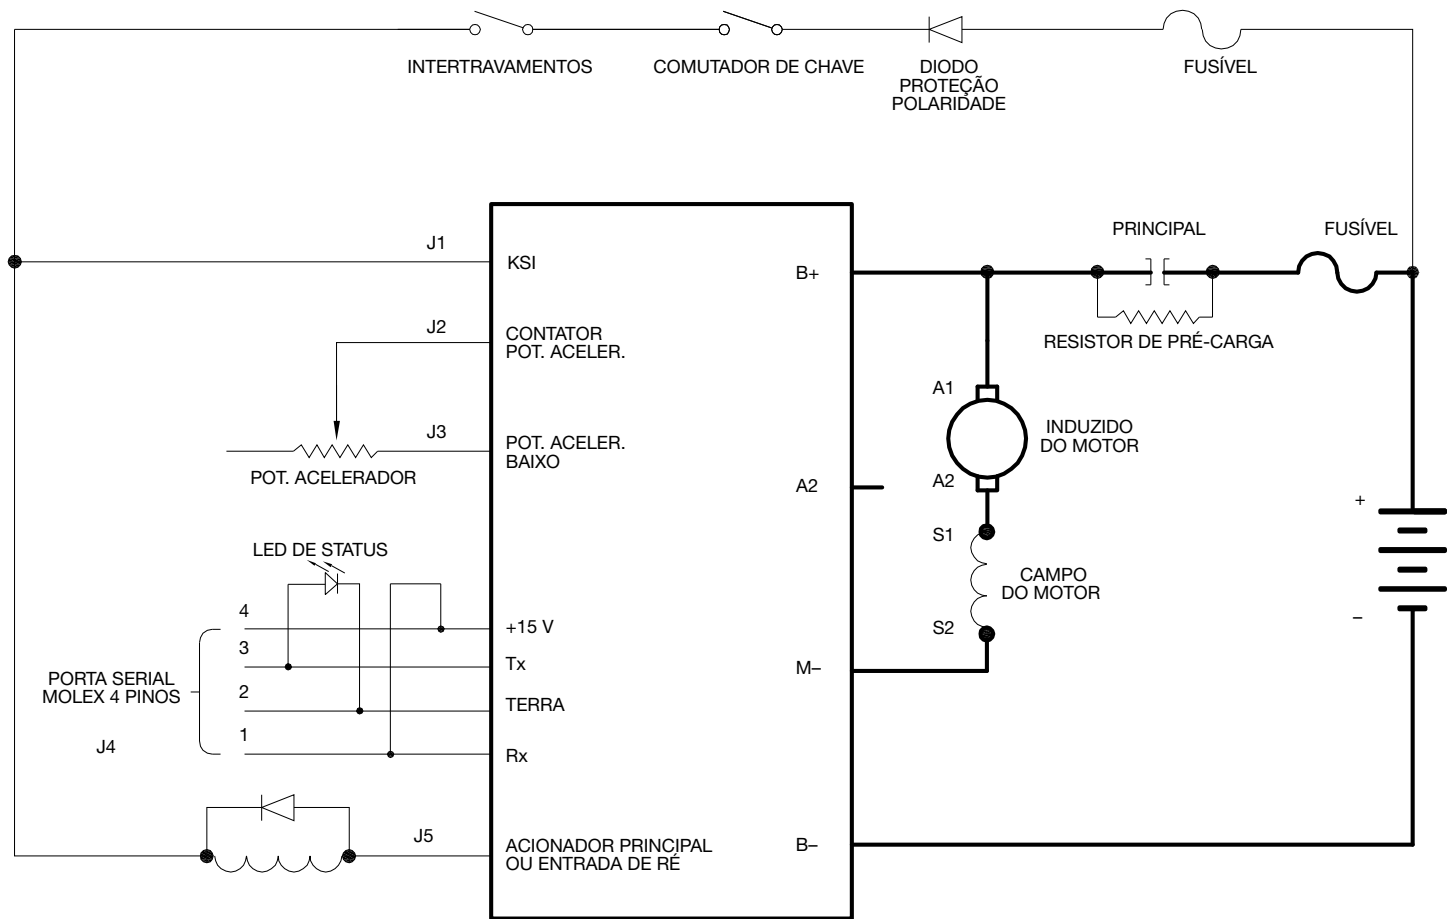 INTERTRAVAMENTOS
COMUTADOR DE CHAVE
DIODO
PROTEÇÃO
POLARIDADE
FUSÍVEL
J1
KSI
B+
PRINCIPAL
FUSÍVEL
RESISTOR DE PRÉ-CARGA
J2
CONTATOR
POT. ACELER.
J3
POT. ACELER.
BAIXO
POT. ACELERADOR
A1
INDUZIDO
DO MOTOR
A2
A2
S1
CAMPO
DO MOTOR
S2
M–
+
–
LED DE STATUS
4
+15 V
3
Tx
PORTA SERIAL
MOLEX 4 PINOS
2
TERRA
J4
1
Rx
J5
ACIONADOR PRINCIPAL
OU ENTRADA DE RÉ
B–